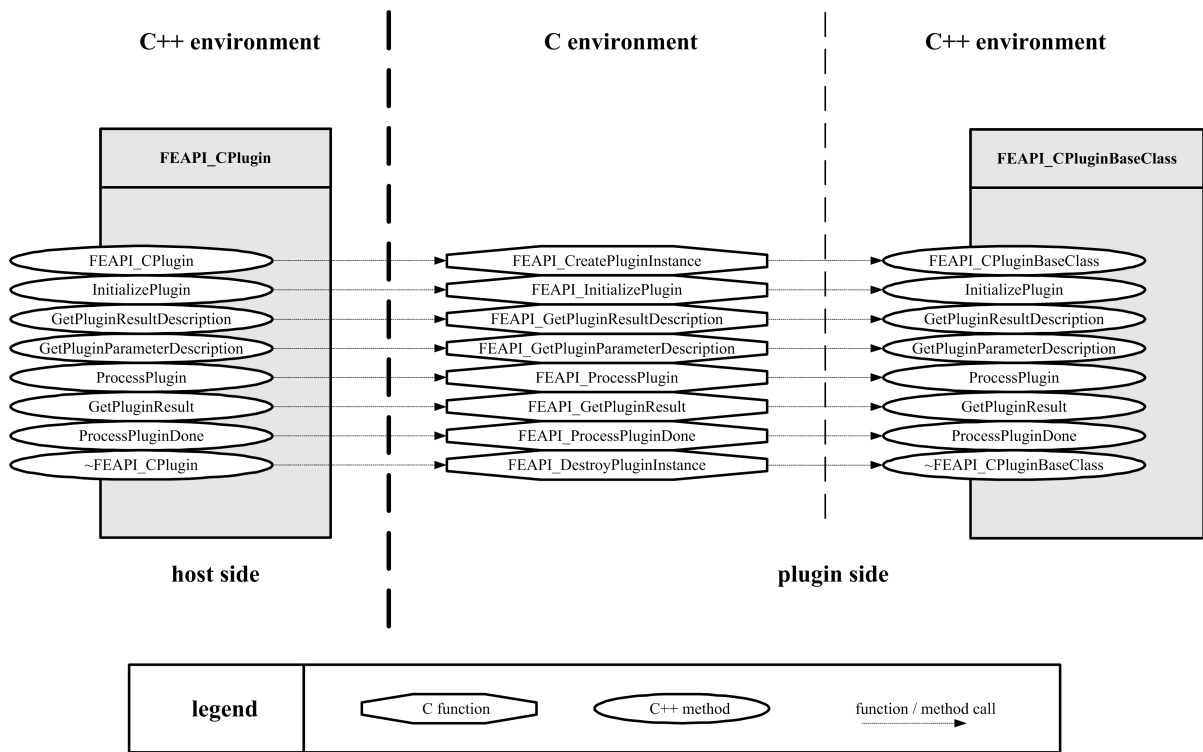 C++ environment
C environment
C++ environment
FEAPI_CPlugin
FEAPI_CPluginBaseClass
FEAPI_CPlugin
FEAPI_CreatePluginInstance
FEAPI_CPluginBaseClass
InitializePlugin
FEAPI_InitializePlugin
InitializePlugin
GetPluginResultDescription
FEAPI_GetPluginResultDescription
GetPluginResultDescription
GetPluginParameterDescription
FEAPI_GetPluginParameterDescription
GetPluginParameterDescription
ProcessPlugin
FEAPI_ProcessPlugin
ProcessPlugin
GetPluginResult
FEAPI_GetPluginResult
GetPluginResult
ProcessPluginDone
FEAPI_ProcessPluginDone
ProcessPluginDone
~FEAPI_CPlugin
FEAPI_DestroyPluginInstance
~FEAPI_CPluginBaseClass
host side
plugin side
legend
C function
C++ method
function / method call